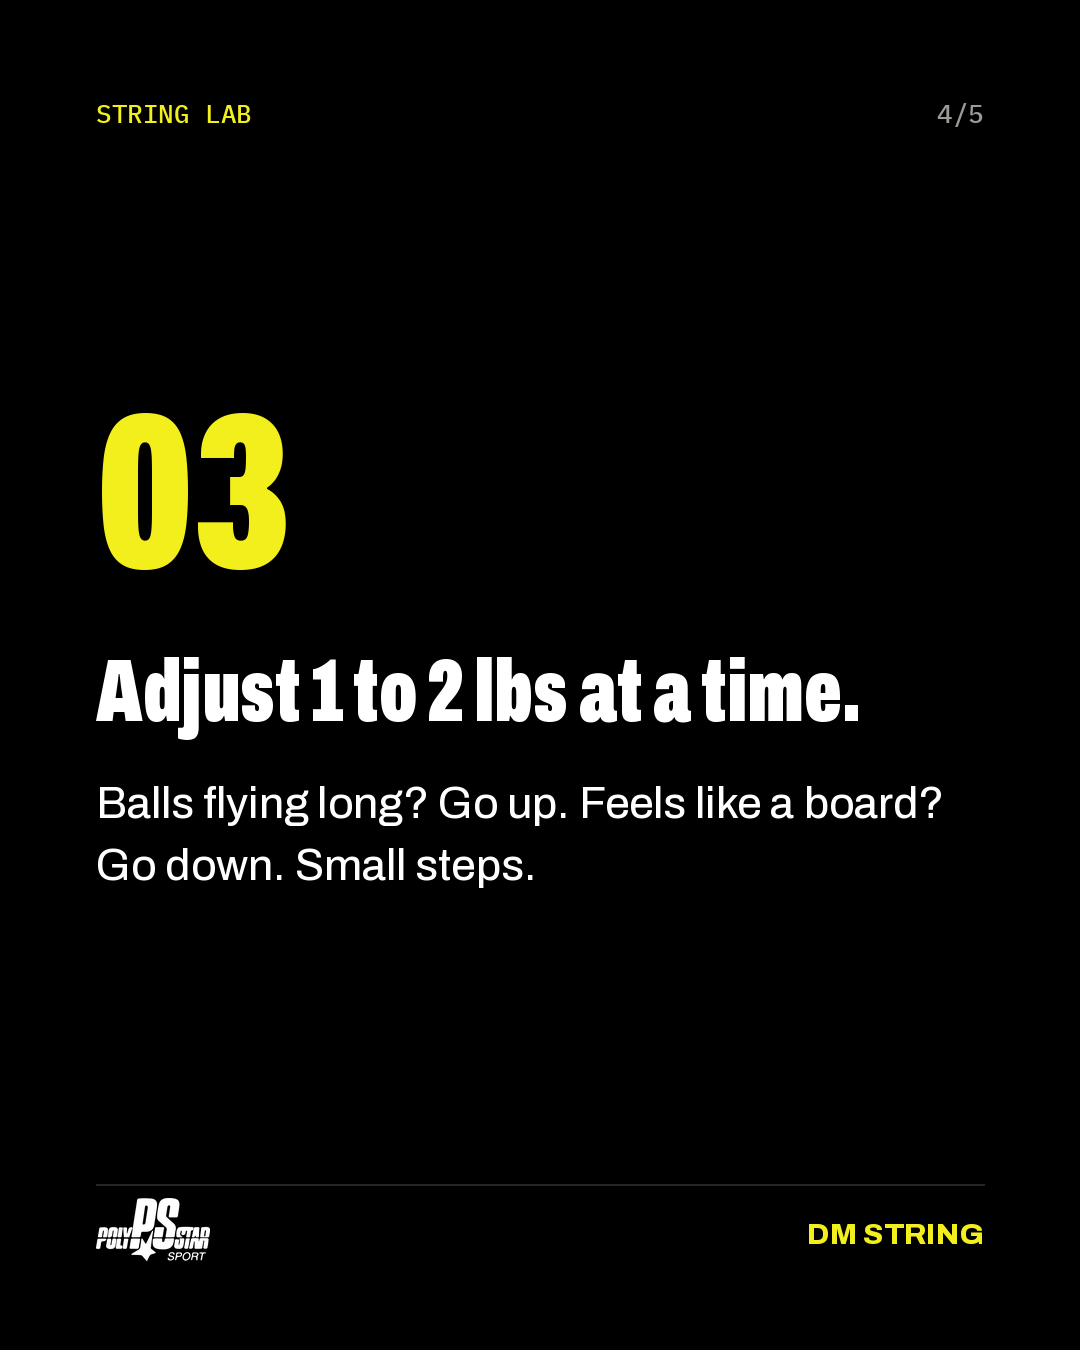 STRING LAB
4/5
03
Adjust 1 to 2 lbs at a time.
Balls flying long? Go up. Feels like a board?
Go down. Small steps.
POLY PS STAR
SPORT
DM STRING